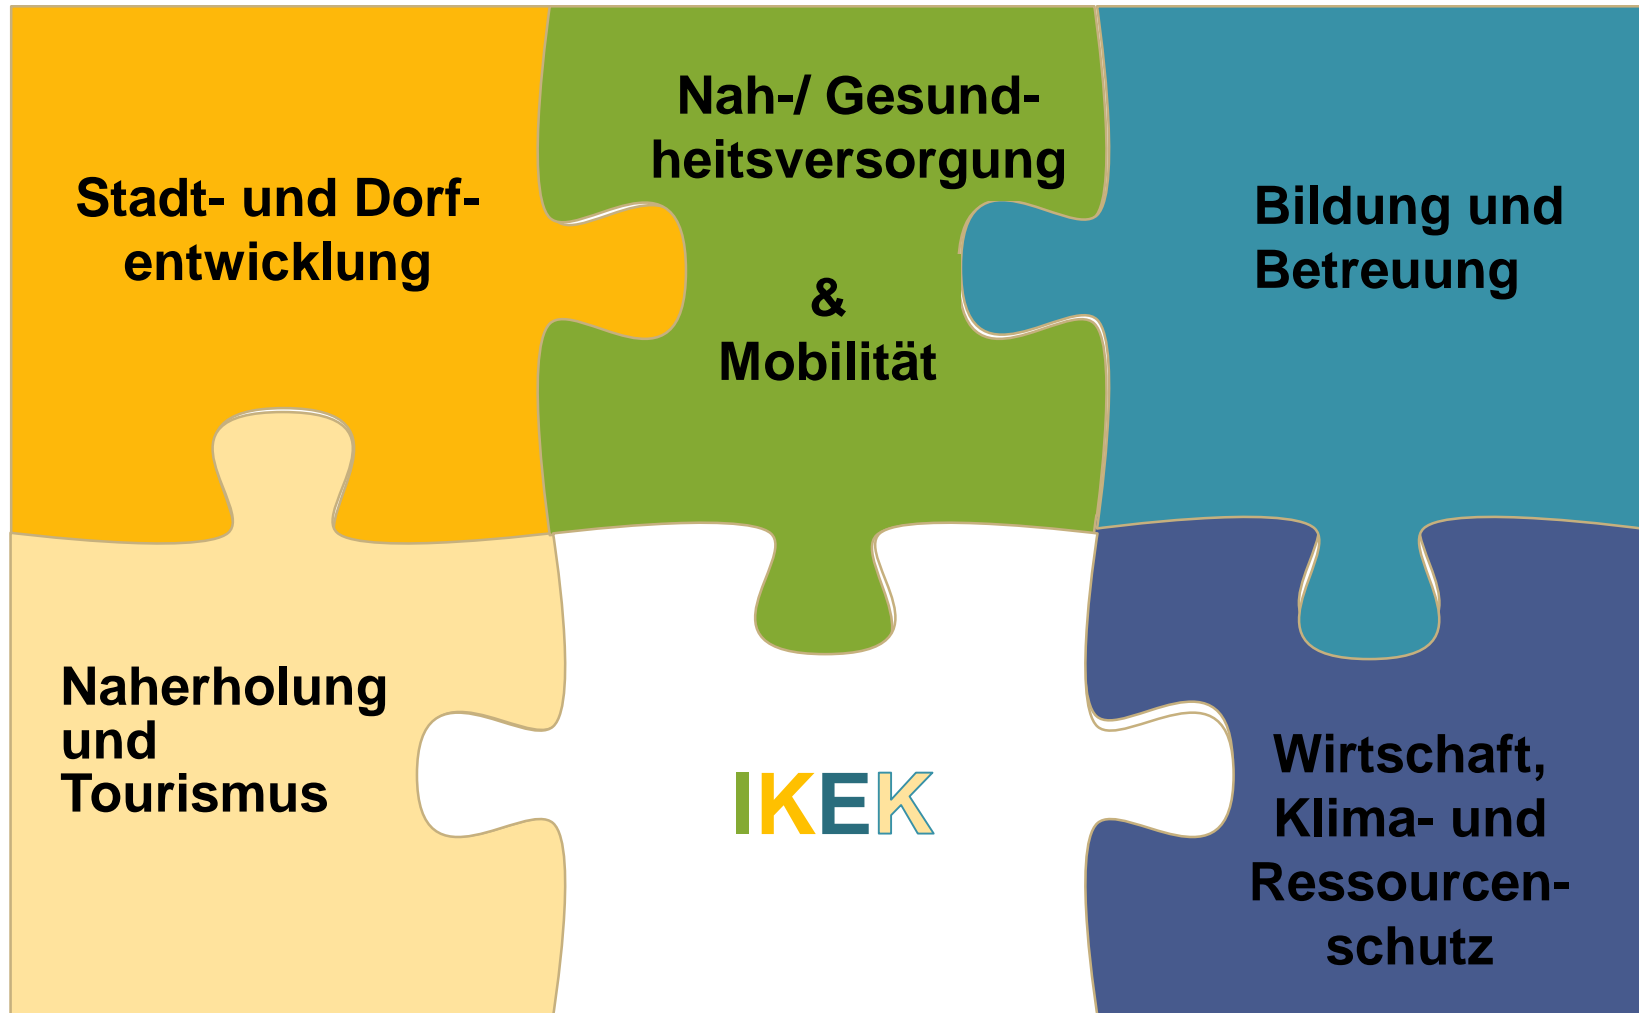 Stadt- und Dorf-
entwicklung
Nah-/ Gesund-
heitsversorgung
&
Mobilität
Bildung und
Betreuung
Naherholung
und
Tourismus
IKEK
Wirtschaft,
Klima- und
Ressourcen-
schutz